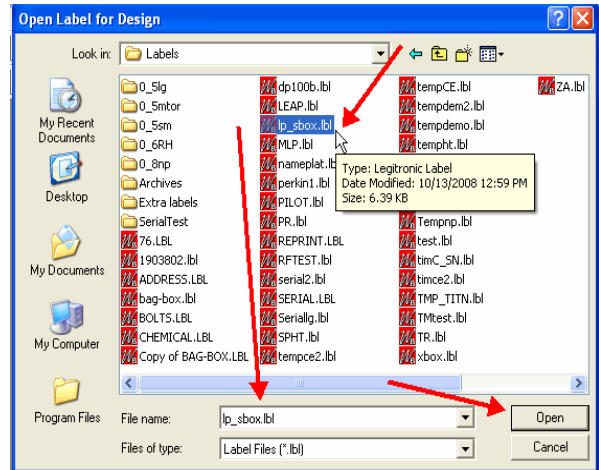 Open Label for Design
Look in: Labels
My Recent Documents
Desktop
My Documents
My Computer
Program Files
0_5lg
0_5mtor
0_5sm
0_6RH
0_8np
Archives
Extra labels
SerialTest
76.LBL
1903802.lbl
ADDRESS.LBL
bag-box.lbl
BOLTS.LBL
CHEMICAL.LBL
Copy of BAG-BOX.LBL
dp100b.lbl
LEAP.lbl
lp_sbox.lbl
MLP.lbl
nameplat.lb
perkin1.lbl
PILOT.lbl
PR.lbl
REPRINT.LBL
RFTEST.lbl
serial2.lbl
SERIAL.LBL
Seriallg.lbl
SPHT.lbl
tempce2.lbl
tempCE.lbl
tempdem2.lbl
tempdemo.lbl
tempht.lbl
Type: Legitronic Label
Date Modified: 10/13/2008 12:59 PM
Size: 6.39 KB
Tempnp.lbl
test.lbl
timC_SN.lbl
timce2.lbl
TMP_TITN.lbl
TMtest.lbl
TR.lbl
xbox.lbl
ZA.lbl
File name: lp_sbox.lbl Open
Files of type: Label Files (*.lbl) Cancel